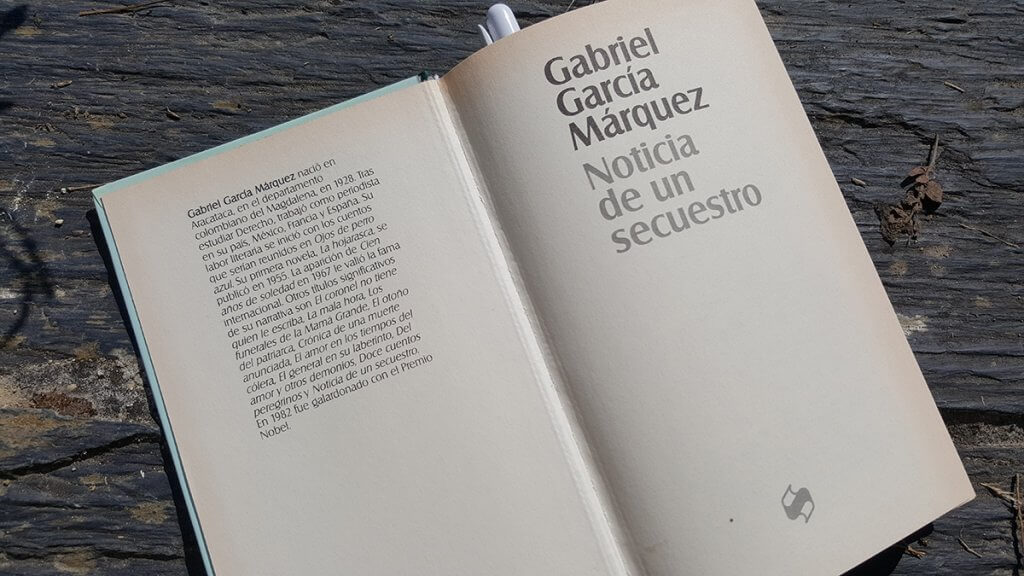 Gabriel García Márquez nació en
Aracataca, en el departamento
colombiano del Magdalena, en 1928. Tras
estudiar Derecho, trabajó como periodista
en su país, México, Francia y España. Su
labor literaria se inició con los cuentos
que serían reunidos en Ojos de perro
azul. Su primera novela, La hojarasca, se
publicó en 1955. La aparición de Cien
años de soledad en 1967 le valió la fama
internacional. Otros títulos significativos
de su narrativa son El coronel no tiene
quien le escriba, La mala hora, Los
funerales de la Mamá Grande, El otoño
del patriarca, Crónica de una muerte
anunciada, El amor en los tiempos del
cólera, El general en su laberinto, Del
amor y otros demonios, Doce cuentos
peregrinos y Noticia de un secuestro.
En 1982 fue galardonado con el Premio
Nobel.
Gabriel
García
Márquez
Noticia
de un
secuestro